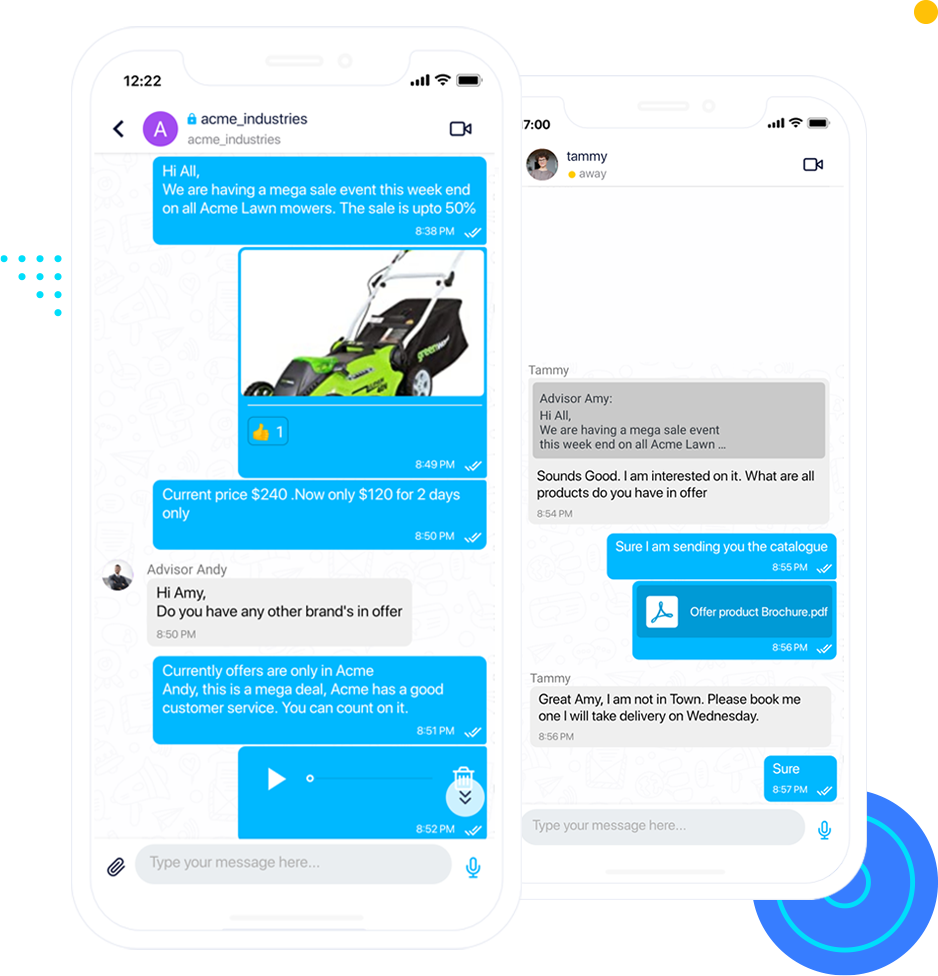 12:22
A
acme_industries
acme_industries
Hi All,
We are having a mega sale event this week end
on all Acme Lawn mowers. The sale is upto 50%
8:38 PM
greenworks
👍 1
8:49 PM
Current price $240 .Now only $120 for 2 days
only
8:50 PM
Advisor Andy
Hi Amy,
Do you have any other brand's in offer
8:50 PM
Currently offers are only in Acme
Andy, this is a mega deal, Acme has a good
customer service. You can count on it.
8:51 PM
8:52 PM
Type your message here...
7:00
tammy
away
Tammy
Advisor Amy:
Hi All,
We are having a mega sale event
this week end on all Acme Lawn ...
Sounds Good. I am interested on it. What are all
products do you have in offer
8:54 PM
Sure I am sending you the catalogue
8:55 PM
Offer product Brochure.pdf
8:56 PM
Tammy
Great Amy, I am not in Town. Please book me
one I will take delivery on Wednesday.
8:56 PM
Sure
8:57 PM
Type your message here...